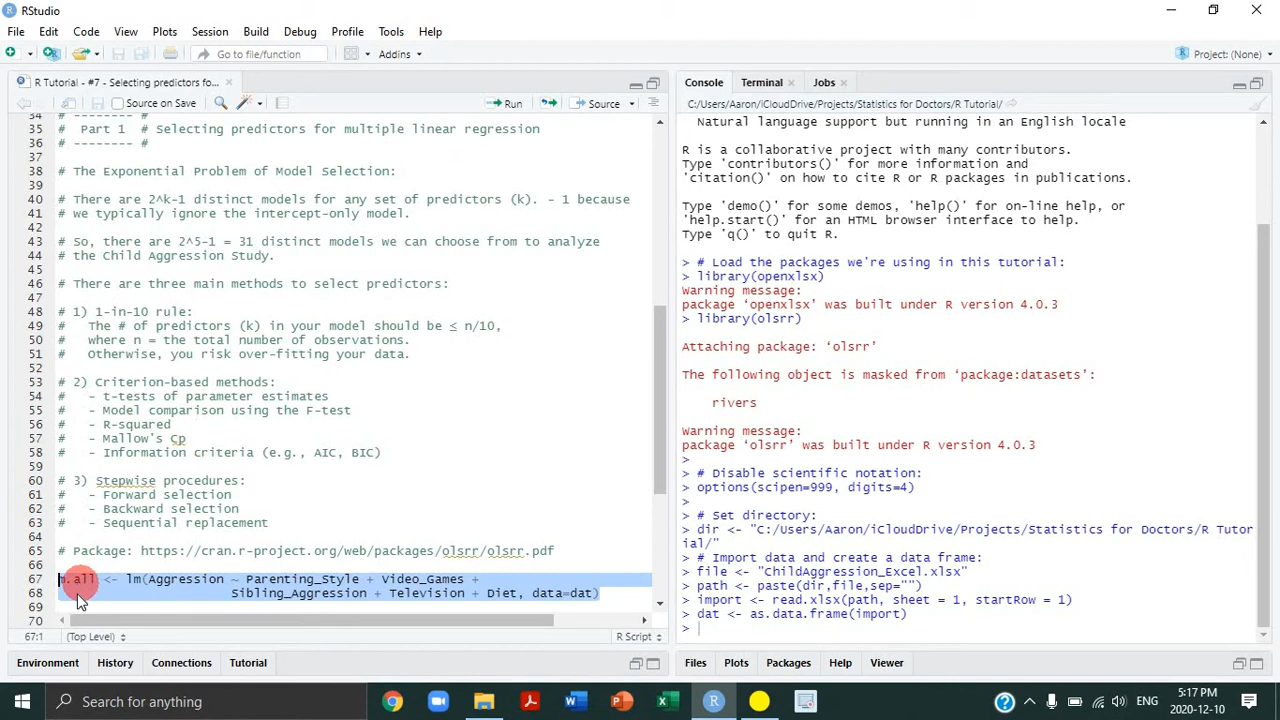 RStudio
File Edit Code View Plots Session Build Debug Profile Tools Help
Go to file/function Addins Project: (None)
R Tutorial - #7 - Selecting predictors fo...
Source on Save Run Source
34 # -------- #
35 #   Part 1  # Selecting predictors for multiple linear regression
36 # -------- #
37
38 # The Exponential Problem of Model Selection:
39
40 # There are 2^k-1 distinct models for any set of predictors (k). - 1 because
41 # we typically ignore the intercept-only model.
42
43 # So, there are 2^5-1 = 31 distinct models we can choose from to analyze
44 # the Child Aggression Study.
45
46 # There are three main methods to select predictors:
47
48 # 1) 1-in-10 rule:
49 #   The # of predictors (k) in your model should be ≤ n/10,
50 #   where n = the total number of observations.
51 #   Otherwise, you risk over-fitting your data.
52
53 # 2) Criterion-based methods:
54 #   - t-tests of parameter estimates
55 #   - Model comparison using the F-test
56 #   - R-squared
57 #   - Mallow's Cp
58 #   - Information criteria (e.g., AIC, BIC)
59
60 # 3) Stepwise procedures:
61 #   - Forward selection
62 #   - Backward selection
63 #   - Sequential replacement
64
65 # Package: https://cran.r-project.org/web/packages/olsrr/olsrr.pdf
66
67 m.all <- lm(Aggression ~ Parenting_Style + Video_Games +
68 Sibling_Aggression + Television + Diet, data=dat)
69
70
67:1 (Top Level) R Script
Environment History Connections Tutorial
Console Terminal Jobs
C:/Users/Aaron/iCloudDrive/Projects/Statistics for Doctors/R Tutorial/
Natural language support but running in an English locale
R is a collaborative project with many contributors.
Type 'contributors()' for more information and
'citation()' on how to cite R or R packages in publications.
Type 'demo()' for some demos, 'help()' for on-line help, or
'help.start()' for an HTML browser interface to help.
Type 'q()' to quit R.
> # Load the packages we're using in this tutorial:
> library(openxlsx)
Warning message:
package ‘openxlsx’ was built under R version 4.0.3
> library(olsrr)
Attaching package: ‘olsrr’
The following object is masked from ‘package:datasets’:
rivers
Warning message:
package ‘olsrr’ was built under R version 4.0.3
>
> # Disable scientific notation:
> options(scipen=999, digits=4)
>
> # Set directory:
> dir <- "C:/Users/Aaron/iCloudDrive/Projects/Statistics for Doctors/R Tutor
ial/"
> # Import data and create a data frame:
> file <- "ChildAggression_Excel.xlsx"
> path <- paste(dir,file,sep="")
> import <- read.xlsx(path, sheet = 1, startRow = 1)
> dat <- as.data.frame(import)
>
Files Plots Packages Help Viewer
Search for anything
ENG
5:17 PM
2020-12-10